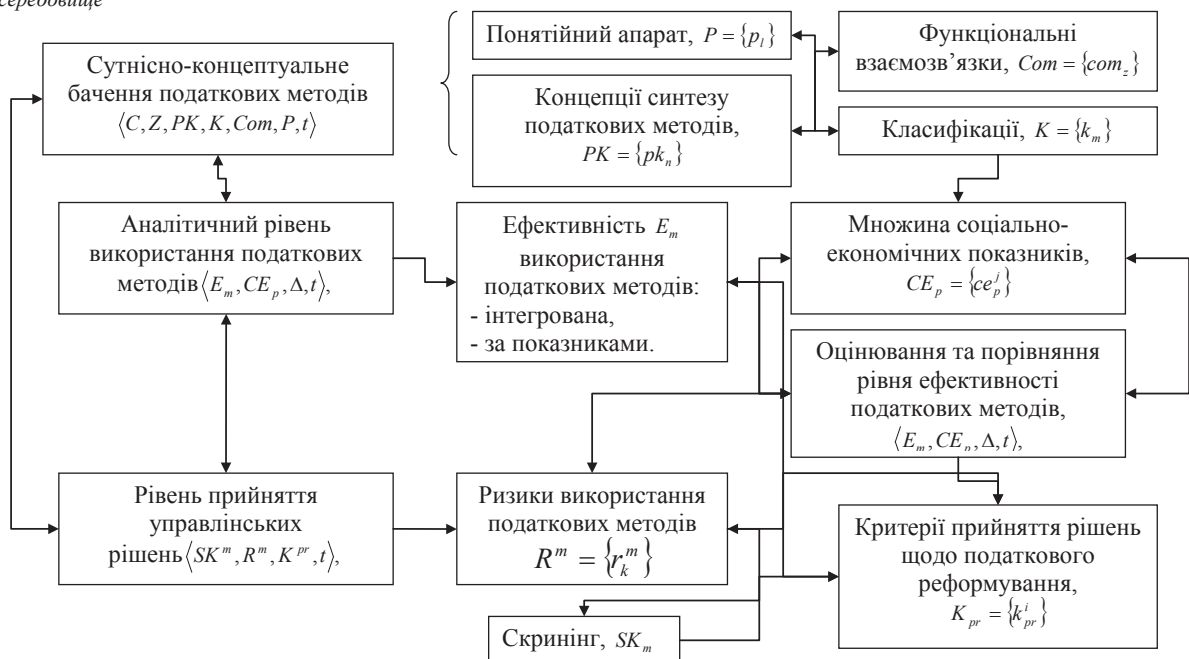 середовище
Сутнісно-концептуальне
бачення податкових методів
⟨C, Z, PK, K, Com, P, t⟩
Понятійний апарат, P = {p_l}
Концепції синтезу
податкових методів,
PK = {pk_n}
Функціональні
взаємозв’язки, Com = {com_z}
Класифікації, K = {k_m}
Аналітичний рівень
використання податкових
методів ⟨E_m, CE_p, Δ, t⟩,
Ефективність E_m
використання
податкових методів:
- інтегрована,
- за показниками.
Множина соціально-
економічних показників,
CE_p = {ce_p^j}
Оцінювання та порівняння
рівня ефективності
податкових методів,
⟨E_m, CE_p, Δ, t⟩,
Рівень прийняття
управлінських
рішень ⟨SK^m, R^m, K^pr, t⟩,
Ризики використання
податкових методів
R^m = {r_k^m}
Критерії прийняття рішень
щодо податкового
реформування,
K_pr = {k_pr^i}
Скринінг, SK_m